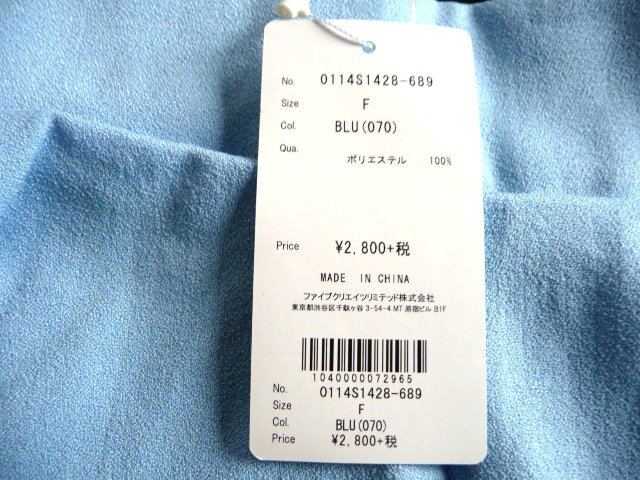 No. 0114S1428-689
Size F
Col. BLU(070)
Qua.
ポリエステル 100%
Price ¥2,800+税
MADE IN CHINA
ファイブクリエイツリミテッド株式会社
東京都渋谷区千駄ヶ谷 3-54-4 MT 原宿ビル B1F
1040000072965
No. 0114S1428-689
Size F
Col. BLU(070)
Price ¥2,800+税